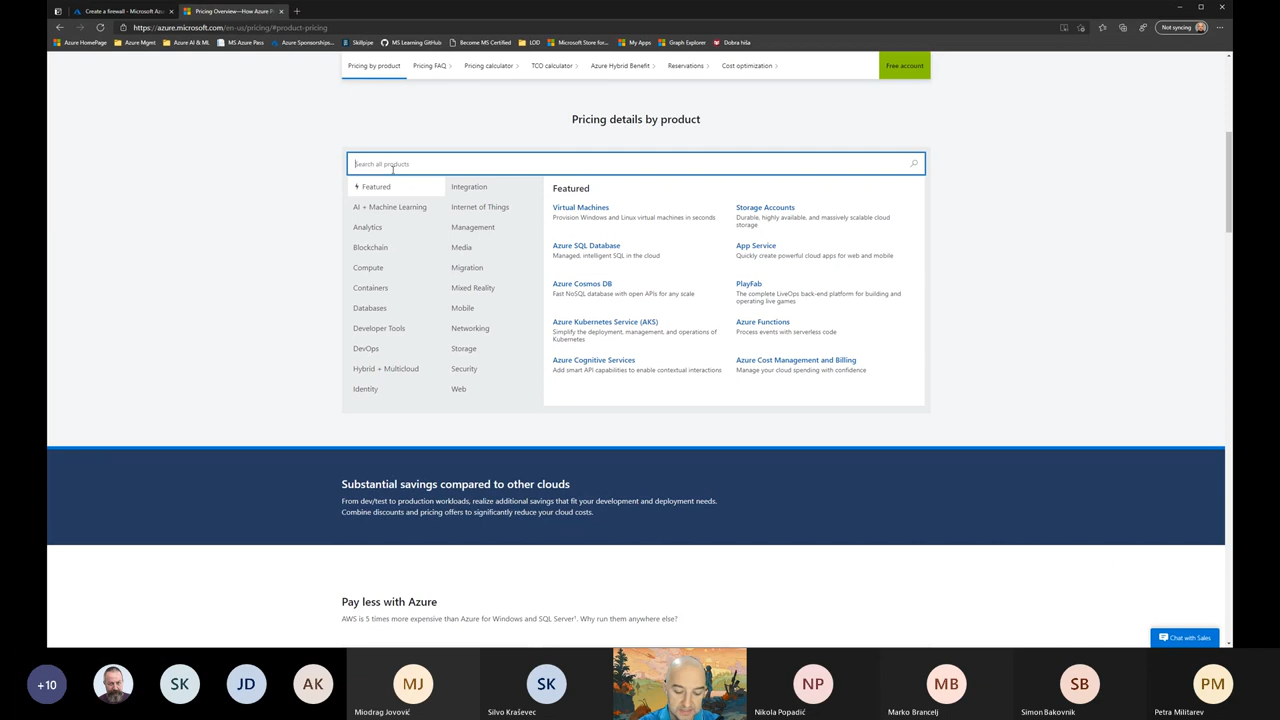 Create a firewall - Microsoft Azu
Pricing Overview—How Azure P
https://azure.microsoft.com/en-us/pricing/#product-pricing
Not syncing
Azure HomePage
Azure Mgmt
Azure AI & ML
MS Azure Pass
Azure Sponsorships...
Skillpipe
MS Learning GitHub
Become MS Certified
LOD
Microsoft Store for...
My Apps
Graph Explorer
Dobra hiša
Pricing by product
Pricing FAQ
Pricing calculator
TCO calculator
Azure Hybrid Benefit
Reservations
Cost optimization
Free account
Pricing details by product
Search all products
Featured
AI + Machine Learning
Analytics
Blockchain
Compute
Containers
Databases
Developer Tools
DevOps
Hybrid + Multicloud
Identity
Integration
Internet of Things
Management
Media
Migration
Mixed Reality
Mobile
Networking
Storage
Security
Web
Featured
Virtual Machines
Provision Windows and Linux virtual machines in seconds
Storage Accounts
Durable, highly available, and massively scalable cloud
storage
Azure SQL Database
Managed, intelligent SQL in the cloud
App Service
Quickly create powerful cloud apps for web and mobile
Azure Cosmos DB
Fast NoSQL database with open APIs for any scale
PlayFab
The complete LiveOps back-end platform for building and
operating live games
Azure Kubernetes Service (AKS)
Simplify the deployment, management, and operations of
Kubernetes
Azure Functions
Process events with serverless code
Azure Cognitive Services
Add smart API capabilities to enable contextual interactions
Azure Cost Management and Billing
Manage your cloud spending with confidence
Substantial savings compared to other clouds
From dev/test to production workloads, realize additional savings that fit your development and deployment needs.
Combine discounts and pricing offers to significantly reduce your cloud costs.
Pay less with Azure
AWS is 5 times more expensive than Azure for Windows and SQL Server¹. Why run them anywhere else?
Chat with Sales
+10
SK
JD
AK
MJ
Miodrag Jovović
SK
Silvo Kraševec
NP
Nikola Popadić
MB
Marko Brancelj
SB
Simon Bakovnik
PM
Petra Militarev